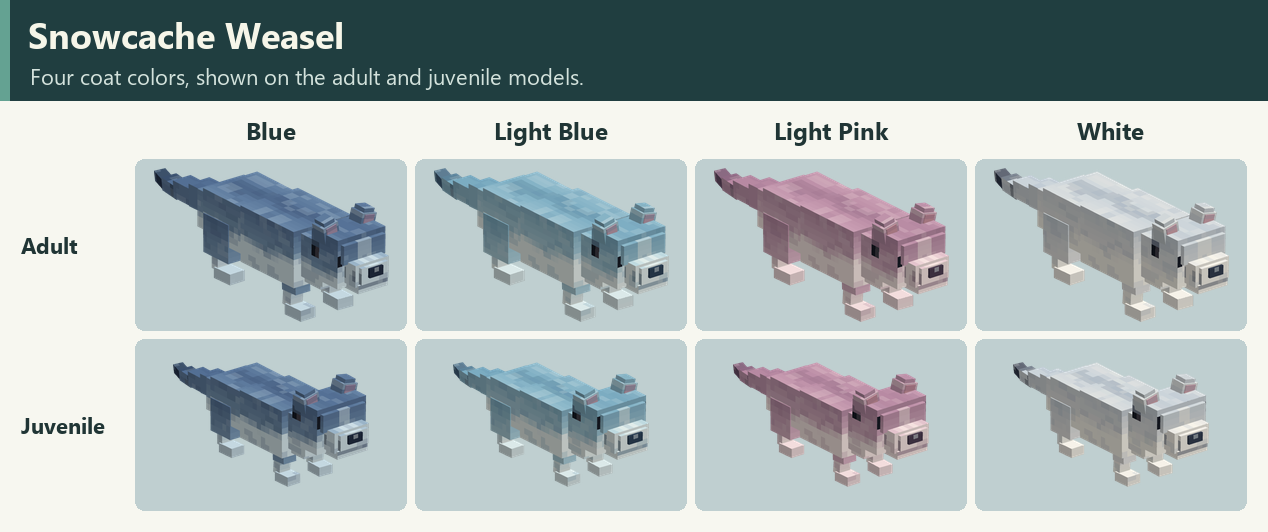 Snowcache Weasel
Four coat colors, shown on the adult and juvenile models.
Blue
Light Blue
Light Pink
White
Adult
Juvenile